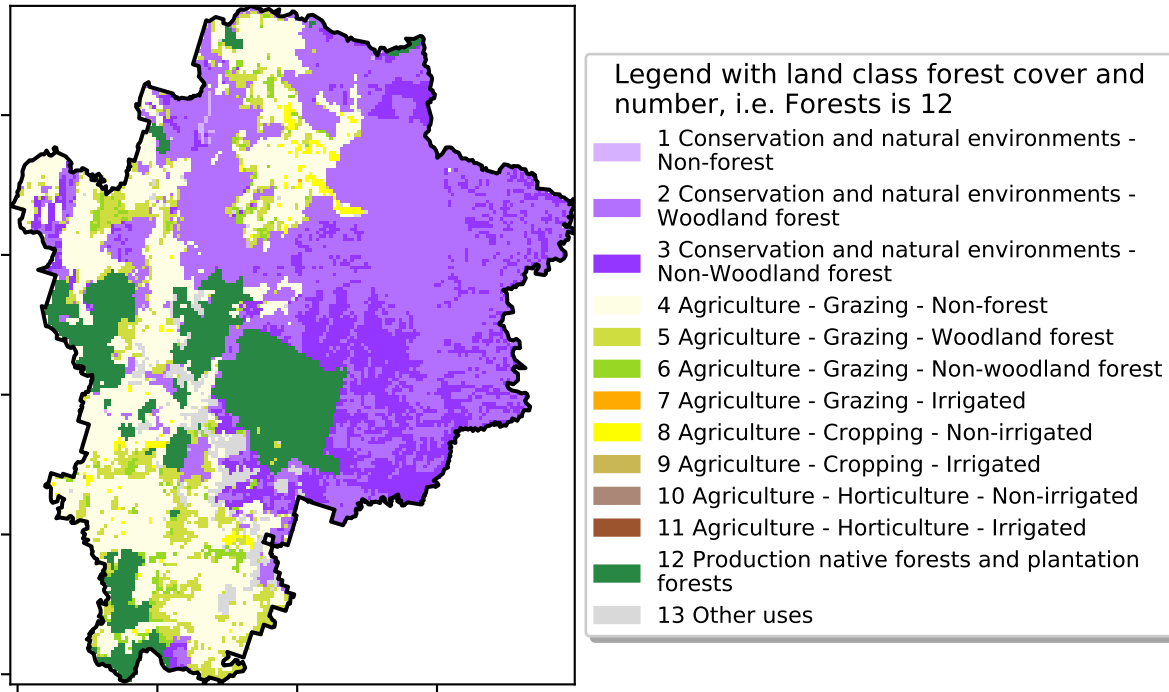 Legend with land class forest cover and
number, i.e. Forests is 12
1 Conservation and natural environments -
Non-forest
2 Conservation and natural environments -
Woodland forest
3 Conservation and natural environments -
Non-Woodland forest
4 Agriculture - Grazing - Non-forest
5 Agriculture - Grazing - Woodland forest
6 Agriculture - Grazing - Non-woodland forest
7 Agriculture - Grazing - Irrigated
8 Agriculture - Cropping - Non-irrigated
9 Agriculture - Cropping - Irrigated
10 Agriculture - Horticulture - Non-irrigated
11 Agriculture - Horticulture - Irrigated
12 Production native forests and plantation
forests
13 Other uses